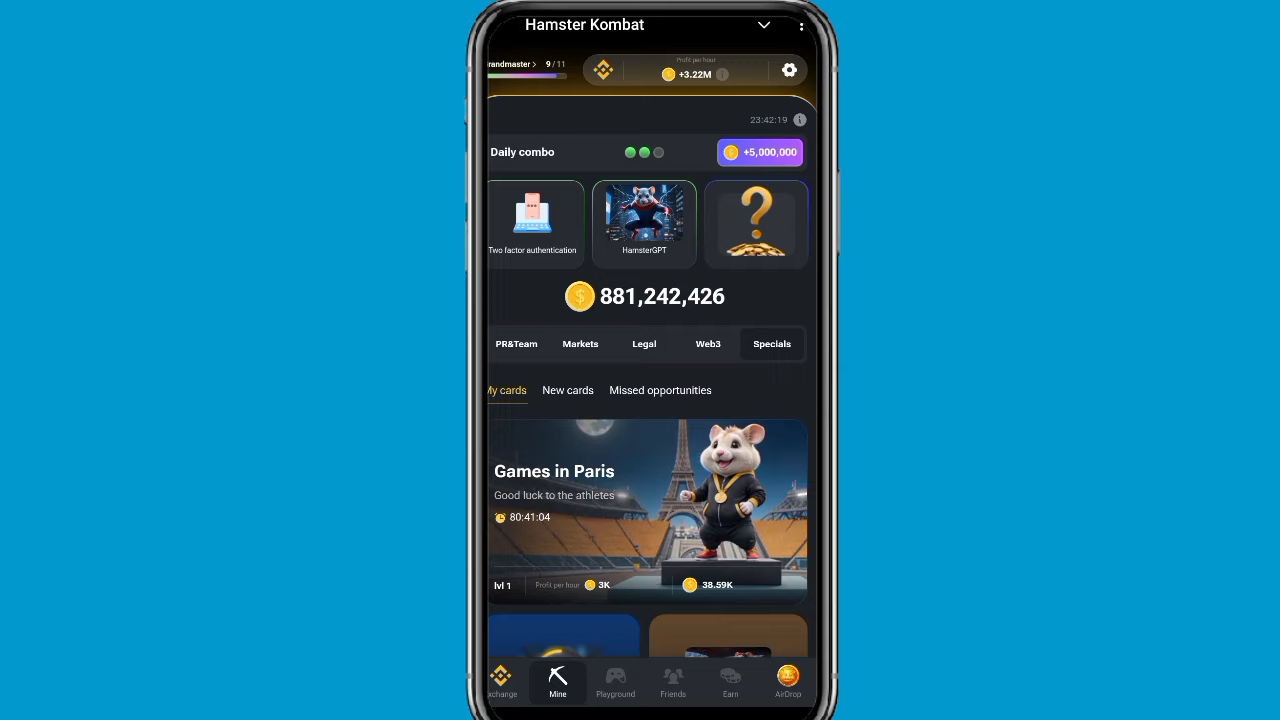 Hamster Kombat
randmaster > 9/11
Profit per hour
+3.22M
23:42:19
Daily combo
+5,000,000
Two factor authentication
HamsterGPT
881,242,426
PR&Team Markets Legal Web3 Specials
My cards New cards Missed opportunities
Games in Paris
Good luck to the athletes
80:41:04
lvl 1 Profit per hour 3K 38.59K
xchange Mine Playground Friends Earn AirDrop